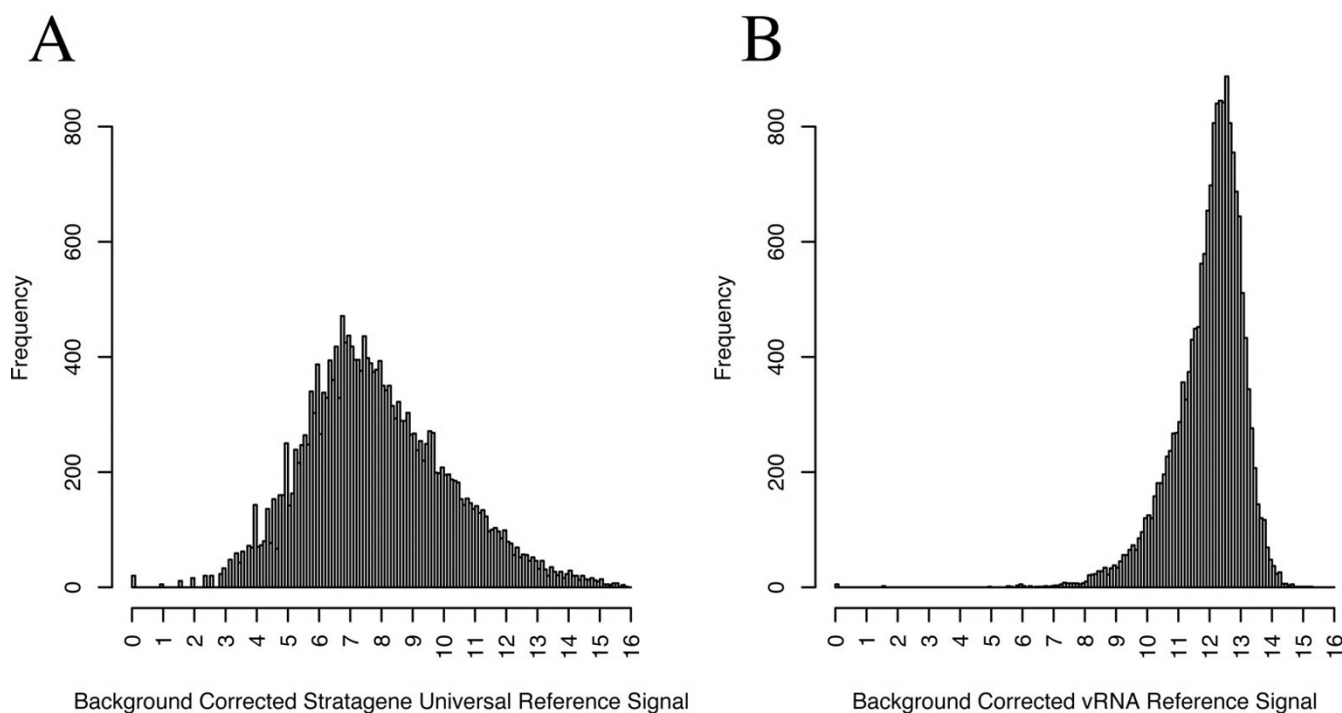 A
B
800
600
400
200
0
Frequency
0 1 2 3 4 5 6 7 8 9 10 11 12 13 14 15 16
Background Corrected Stratagene Universal Reference Signal
800
600
400
200
0
Frequency
0 1 2 3 4 5 6 7 8 9 10 11 12 13 14 15 16
Background Corrected vRNA Reference Signal